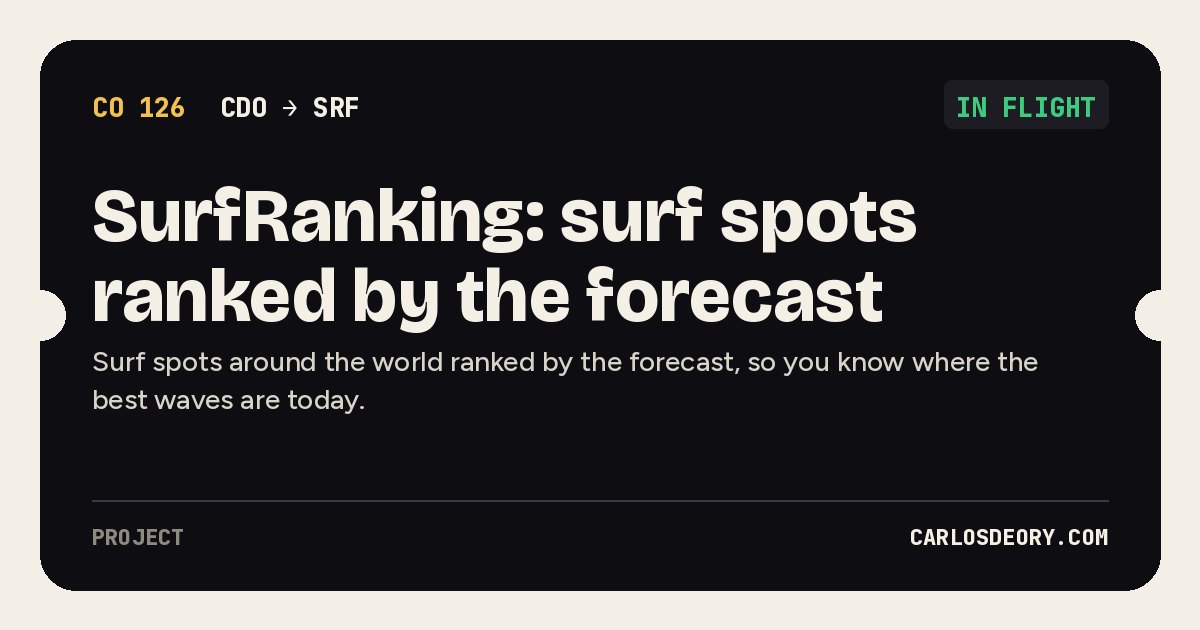 CO 126 CDO → SRF IN FLIGHT
SurfRanking: surf spots
ranked by the forecast
Surf spots around the world ranked by the forecast, so you know where the
best waves are today.
PROJECT CARLOSDEORY.COM